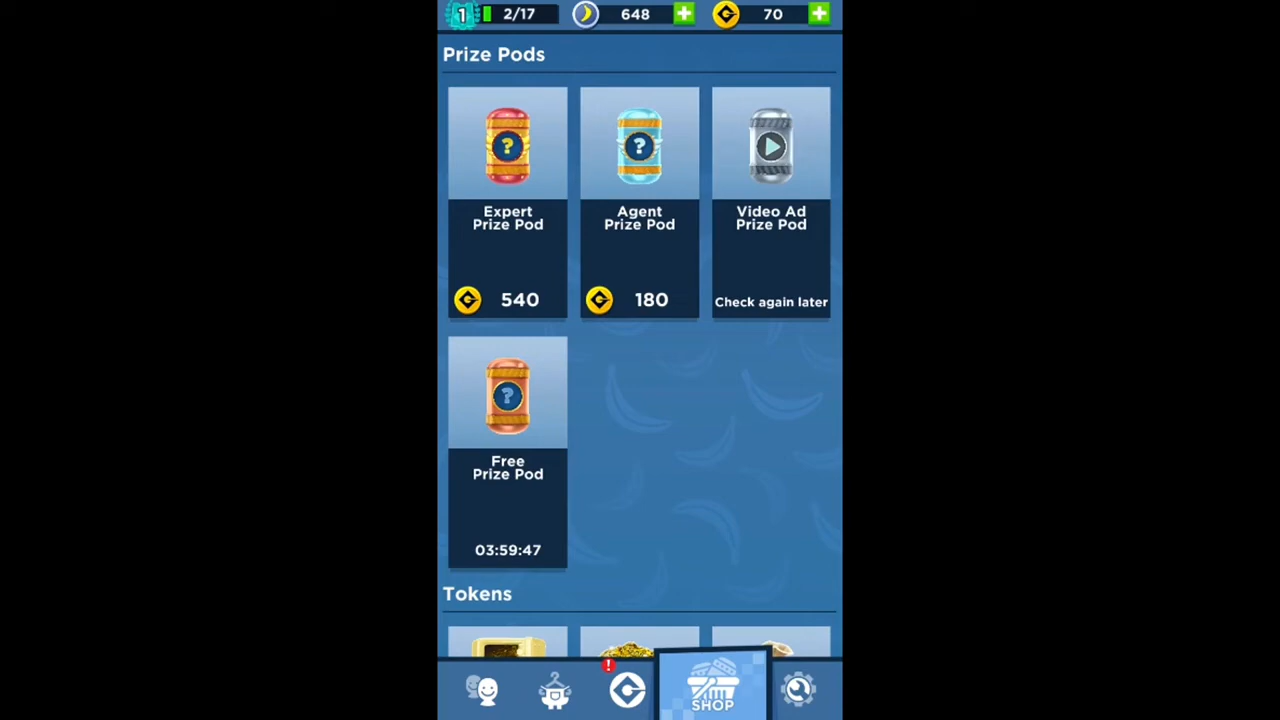 1 2/17 648 70
Prize Pods
? ?
Expert
Prize Pod
540
Agent
Prize Pod
180
Video Ad
Prize Pod
Check again later
?
Free
Prize Pod
03:59:47
Tokens
!
SHOP